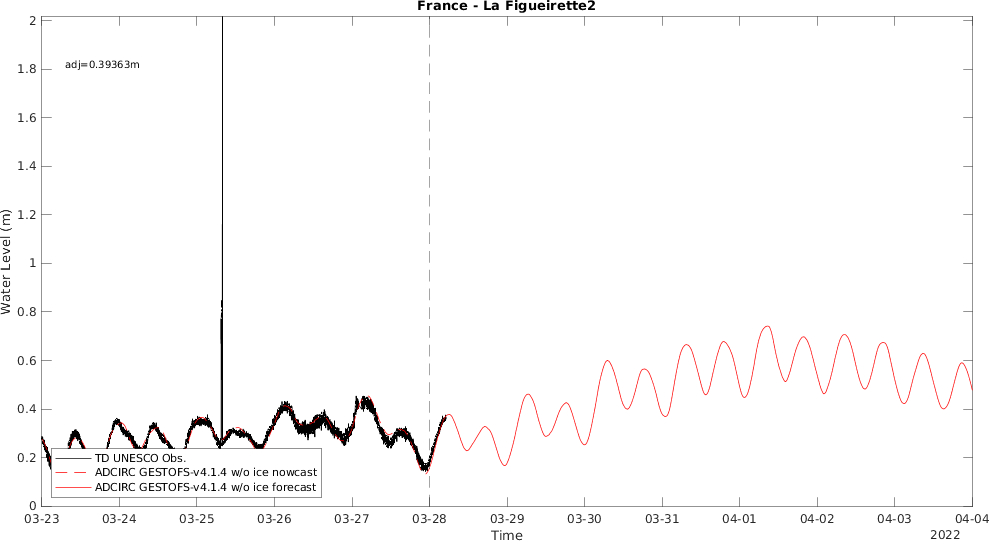 France - La Figueirette2
2
1.8
1.6
1.4
1.2
1
0.8
0.6
0.4
0.2
0
Water Level (m)
adj=0.39363m
TD UNESCO Obs.
ADCIRC GESTOFS-v4.1.4 w/o ice nowcast
ADCIRC GESTOFS-v4.1.4 w/o ice forecast
03-23 03-24 03-25 03-26 03-27 03-28 03-29 03-30 03-31 04-01 04-02 04-03 04-04
Time
2022